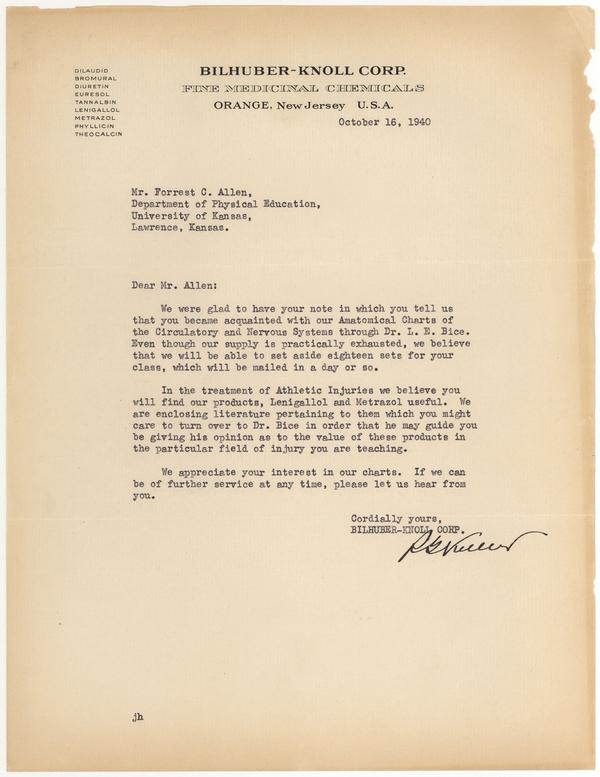 DILAUDID
BROMURAL
DIURETIN
EURESOL
TANNALBIN
LENIGALLOL
METRAZOL
PHYLLICIN
THEOCALCIN
BILHUBER-KNOLL CORP.
FINE MEDICINAL CHEMICALS
ORANGE, New Jersey U.S.A.
October 16, 1940
Mr. Forrest C. Allen,
Department of Physical Education,
University of Kansas,
Lawrence, Kansas.
Dear Mr. Allen:
We were glad to have your note in which you tell us
that you became acquainted with our Amatomical Charts of
the Circulatory and Nervous Systems through Dr. L. E. Bice.
Even though our supply is practically exhausted, we believe
that we will be able to set aside eighteen sets for your
class, which will be mailed in a day or so.
In the treatment of Athletic Injuries we believe you
will find our products, Lenigallol and Metrazol useful. We
are enclosing literature pertaining to them which you might
care to turn over to Dr. Bice in order that he may guide you
be giving his opinion as to the value of these products in
the particular field of injury you are teaching.
We appreciate your interest in our charts. If we can
be of further service at any time, please let us hear from
you.
Cordially yours,
BILHUBER-KNOLL CORP.
jh